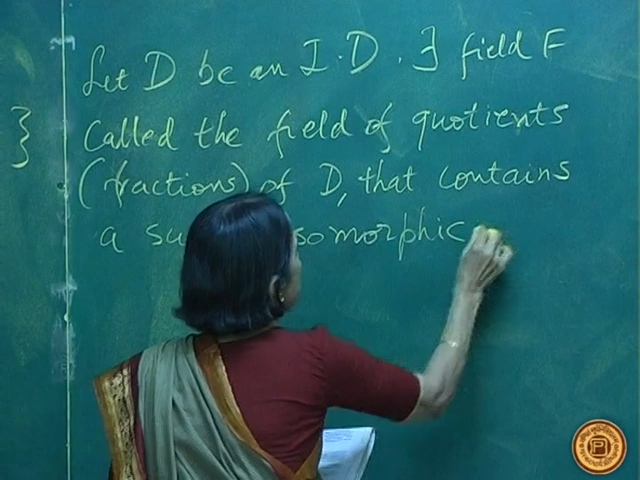 Let D be an I.D. ∃ field F
}
called the field of quotients
(fractions) of D, that contains
a su somorphic